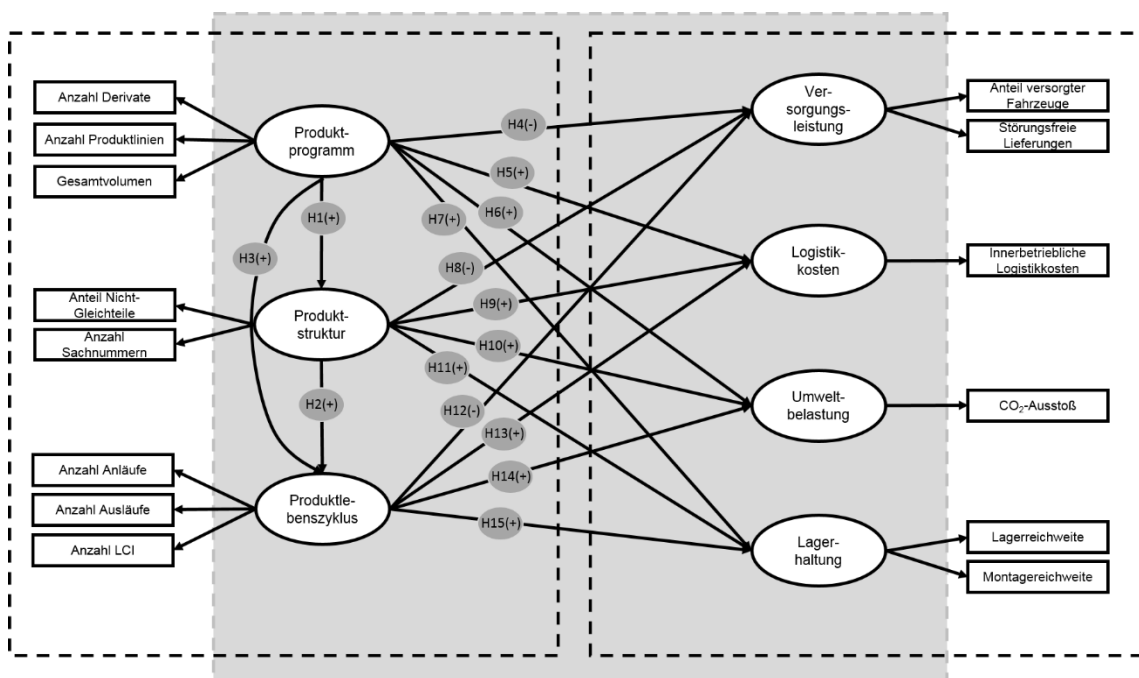 Anzahl Derivate
Anzahl Produktlinien
Gesamtvolumen
Produkt-
programm
H1(+)
H3(+)
Anteil Nicht-
Gleichteile
Anzahl
Sachnummern
Produkt-
struktur
H2(+)
Anzahl Anläufe
Anzahl Ausläufe
Anzahl LCI
Produktle-
benszyklus
H4(-)
H5(+)
H6(+)
H7(+)
H8(-)
H9(+)
H10(+)
H11(+)
H12(-)
H13(+)
H14(+)
H15(+)
Ver-
sorgungs-
leistung
Anteil versorgter
Fahrzeuge
Störungsfreie
Lieferungen
Logistik-
kosten
Innerbetriebliche
Logistikkosten
Umwelt-
belastung
CO₂-Ausstoß
Lager-
haltung
Lagerreichweite
Montagereichweite